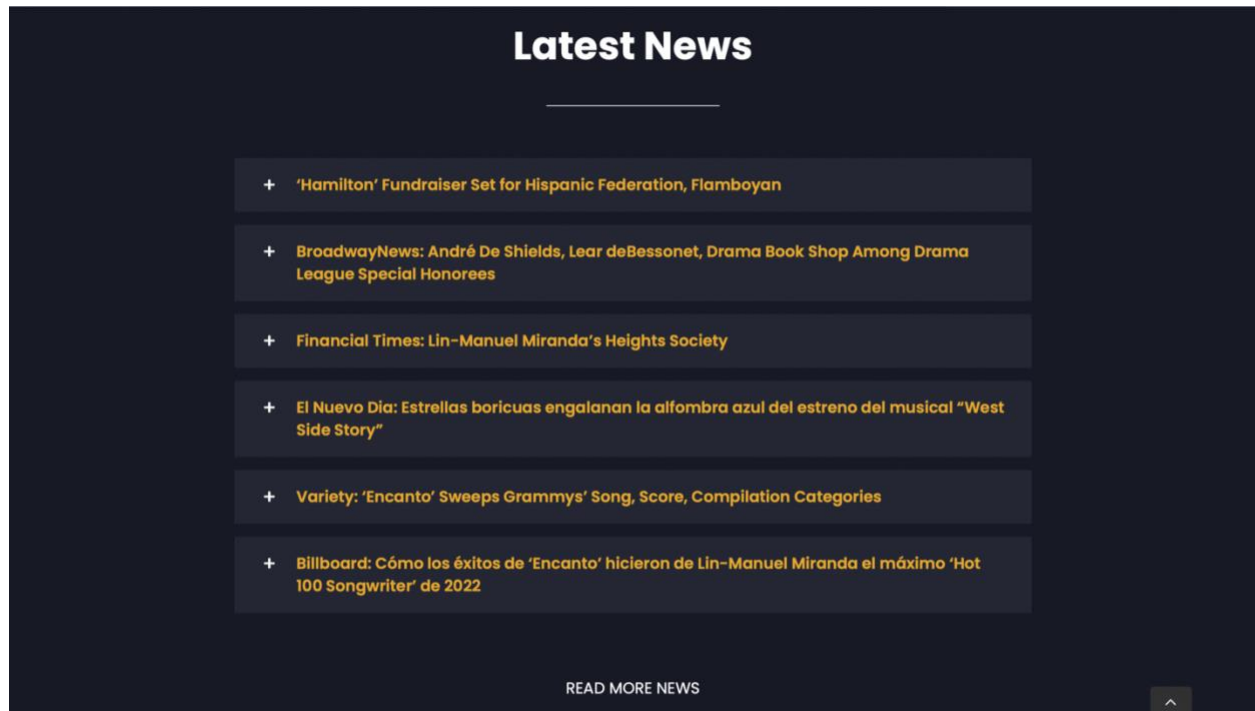 Latest News
+ ‘Hamilton’ Fundraiser Set for Hispanic Federation, Flamboyan
+ BroadwayNews: André De Shields, Lear deBessonet, Drama Book Shop Among Drama
League Special Honorees
+ Financial Times: Lin-Manuel Miranda’s Heights Society
+ El Nuevo Dia: Estrellas boricuas engalanan la alfombra azul del estreno del musical “West
Side Story”
+ Variety: ‘Encanto’ Sweeps Grammys’ Song, Score, Compilation Categories
+ Billboard: Cómo los éxitos de ‘Encanto’ hicieron de Lin-Manuel Miranda el máximo ‘Hot
100 Songwriter’ de 2022
READ MORE NEWS